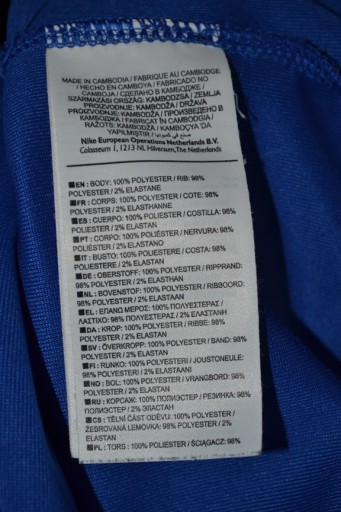 MADE IN CAMBODIA / FABRIQUE AU CAMBODGE
/ HECHO EN CAMBOYA / FABRICADO NO
CAMBOJA / СДЕЛАНО В КАМБОДЖЕ /
SZÁRMAZÁSI ORSZÁG: KAMBODZSA / ZEMLJA
PROIZVODNJE: KAMBODŽA / DRŽAVA
PROIZVODNJE: KAMBODŽA / ПРОИЗВЕДЕНО В
КАМБОДЖА / FABRICAT ÎN CAMBODGIA /
RAŽOTS: KAMBODŽA / KAMBOÇYA'DA
YAPILMIŞTIR / صنع في كمبوديا
Nike European Operations Netherlands B.V.
Colosseum 1, 1213 NL Hilversum, The Netherlands
EN: BODY: 100% POLYESTER / RIB: 98%
POLYESTER / 2% ELASTANE
FR: CORPS: 100% POLYESTER / COTE: 98%
POLYESTER / 2% ELASTHANNE
ES: CUERPO: 100% POLIÉSTER / COSTILLA: 98%
POLIÉSTER / 2% ELASTANO
PT: CORPO: 100% POLIÉSTER / NERVURA: 98%
POLIÉSTER / 2% ELASTANO
IT: BUSTO: 100% POLIESTERE / COSTA: 98%
POLIESTERE / 2% ELASTAN
DE: OBERSTOFF: 100% POLYESTER / RIPPRAND:
98% POLYESTER / 2% ELASTHAN
NL: BOVENSTOF: 100% POLYESTER / RIBBOORD:
98% POLYESTER / 2% ELASTAN
EL: ΕΠΑΝΩ ΜΕΡΟΣ: 100% ΠΟΛΥΕΣΤΕΡΑΣ /
ΛΑΣΤΙΧΟ: 98% ΠΟΛΥΕΣΤΕΡΑΣ / 2% ΕΛΑΣΤΑΝΗ
DA: KROP: 100% POLYESTER / RIBBE: 98%
POLYESTER / 2% ELASTAN
SV: ÖVERKROPP: 100% POLYESTER / BAND: 98%
POLYESTER / 2% ELASTAN
FI: RUNKO: 100% POLYESTERI / JOUSTONEULE:
98% POLYESTERI / 2% ELASTAANI
NO: BOL: 100% POLYESTER / VRANGBORD: 98%
POLYESTER / 2% ELASTAN
RU: КОРСАЖ: 100% ПОЛИЭСТЕР / РЕЗИНКА: 98%
ПОЛИЭСТЕР / 2% ЭЛАСТАН
CS: TĚLNÍ ČÁST ODĚVU: 100% POLYESTER /
ŽEBROVANÁ LEMOVKA: 98% POLYESTER / 2%
ELASTAN
PL: TORS: 100% POLIESTER / ŚCIĄGACZ: 98%